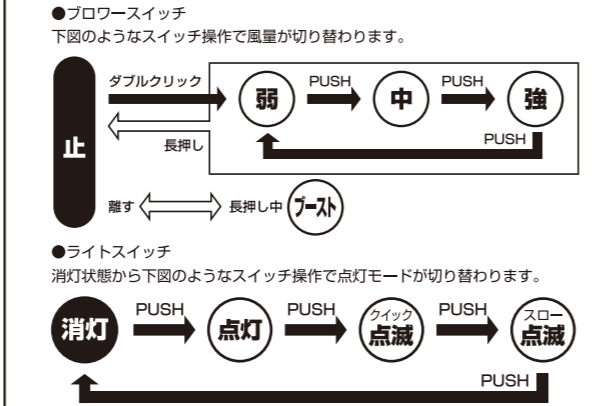 ●ブロワースイッチ
下図のようなスイッチ操作で風量が切り替わります。
止
ダブルクリック
弱
PUSH
中
PUSH
強
PUSH
長押し
離す
長押し中
ブースト
●ライトスイッチ
消灯状態から下図のようなスイッチ操作で点灯モードが切り替わります。
消灯
PUSH
点灯
PUSH
クイック
点滅
PUSH
スロー
点滅
PUSH